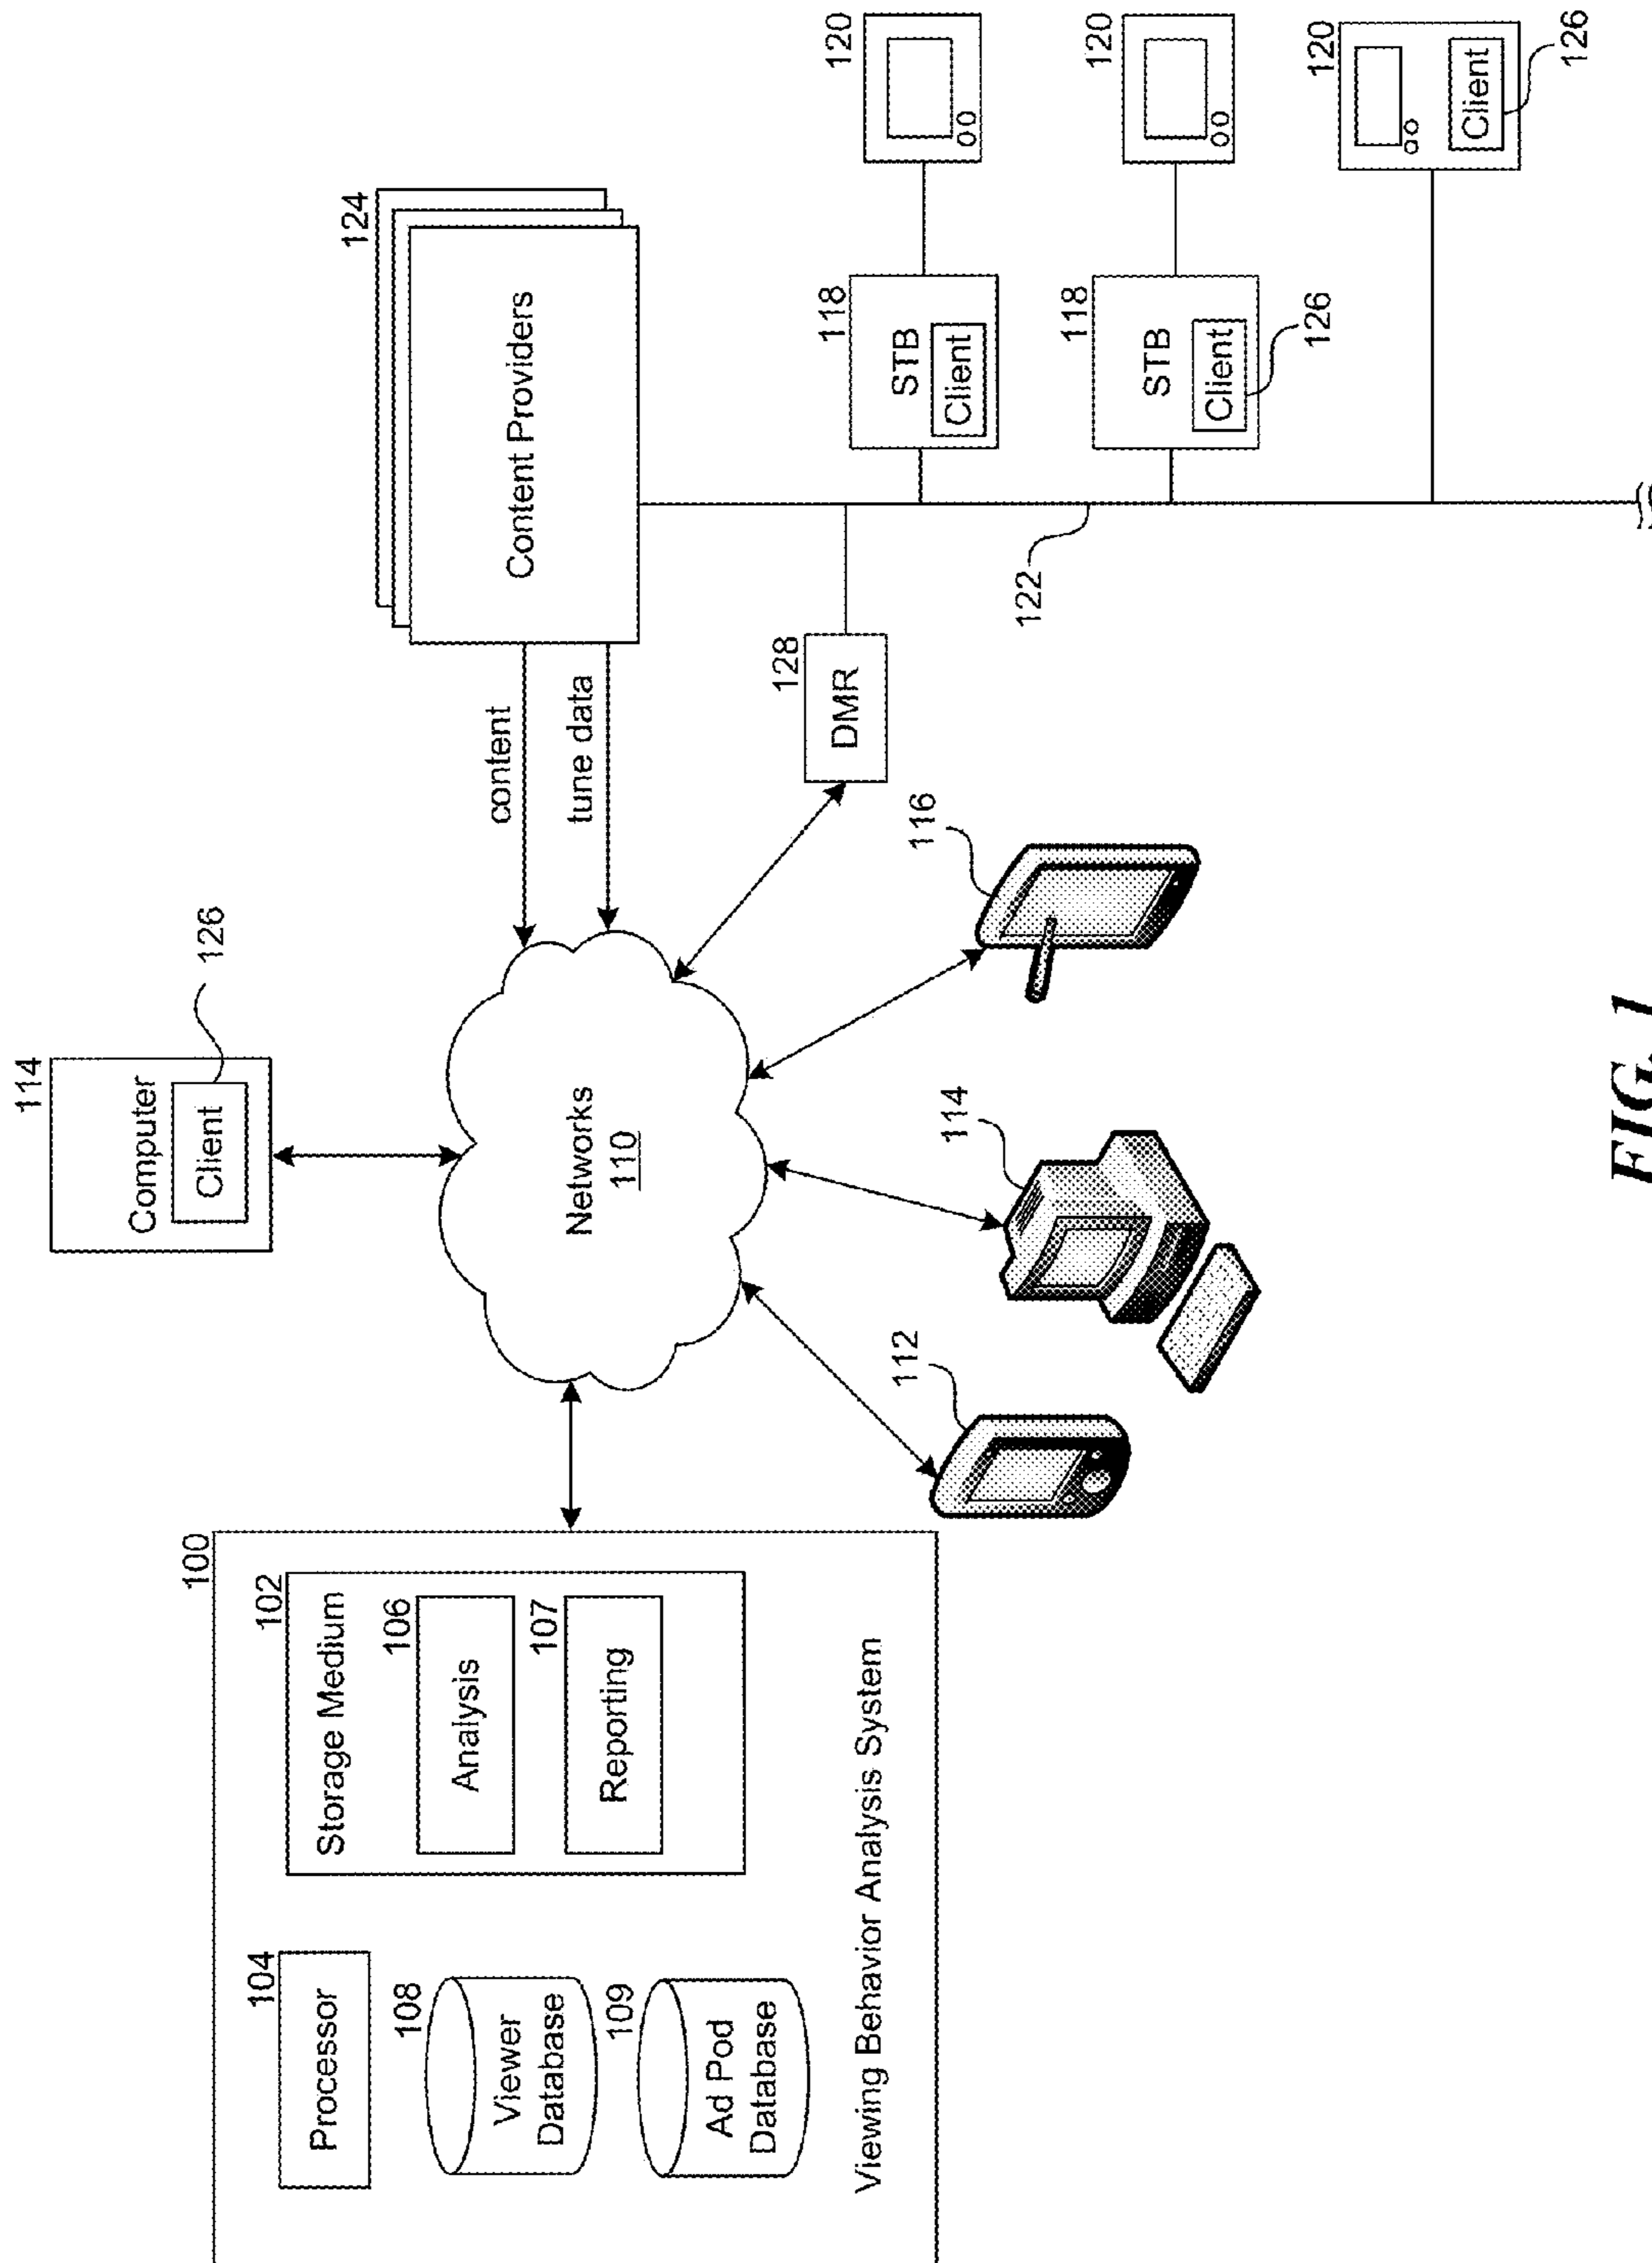 100
104
Processor
108
Viewer
Database
109
Ad Pod
Database
102
Storage Medium
106
Analysis
107
Reporting
Viewing Behavior Analysis System
114
Computer
Client
126
Networks
110
content
tune data
124
Content Providers
112
114
116
128
DMR
122
118
STB
Client
120
118
STB
Client
126
120
120
Client
126
FIG. 1